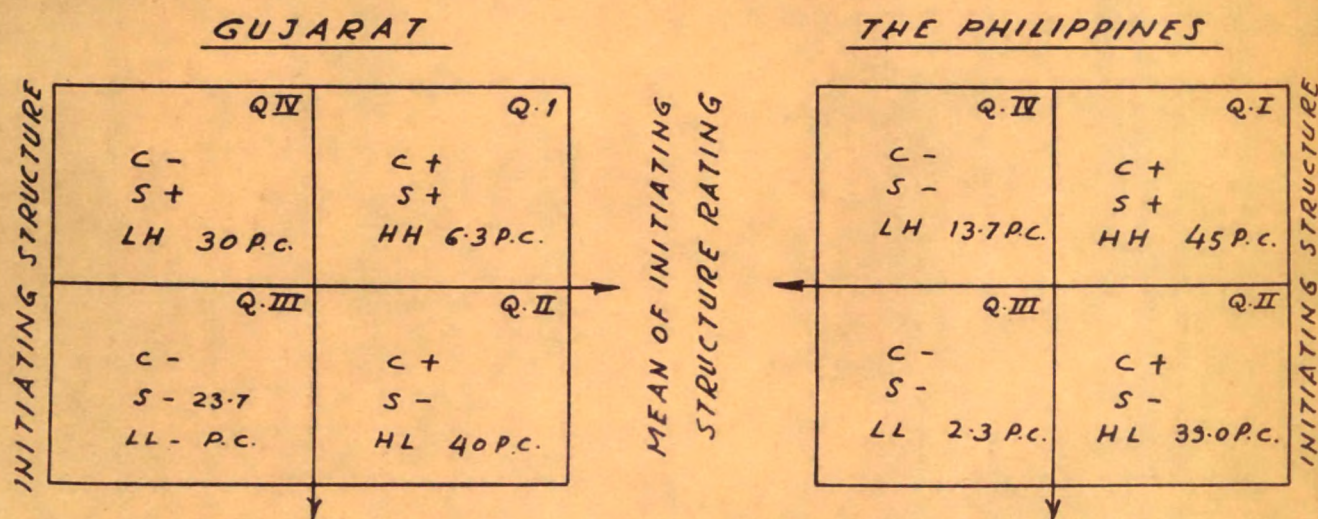 GUJARAT
INITIATING STRUCTURE
Q IV
C -
S +
LH 30 P.C.
Q.1
C +
S +
HH 6.3 P.C.
Q.III
C -
S - 23.7
LL - P.C.
Q.II
C +
S -
HL 40 P.C.
MEAN OF INITIATING
STRUCTURE RATING
THE PHILIPPINES
Q.IV
C -
S -
LH 13.7 P.C.
Q.I
C +
S +
HH 45 P.C.
Q.III
C -
S -
LL 2.3 P.C.
Q.II
C +
S -
HL 39.0 P.C.
INITIATING STRUCTURE